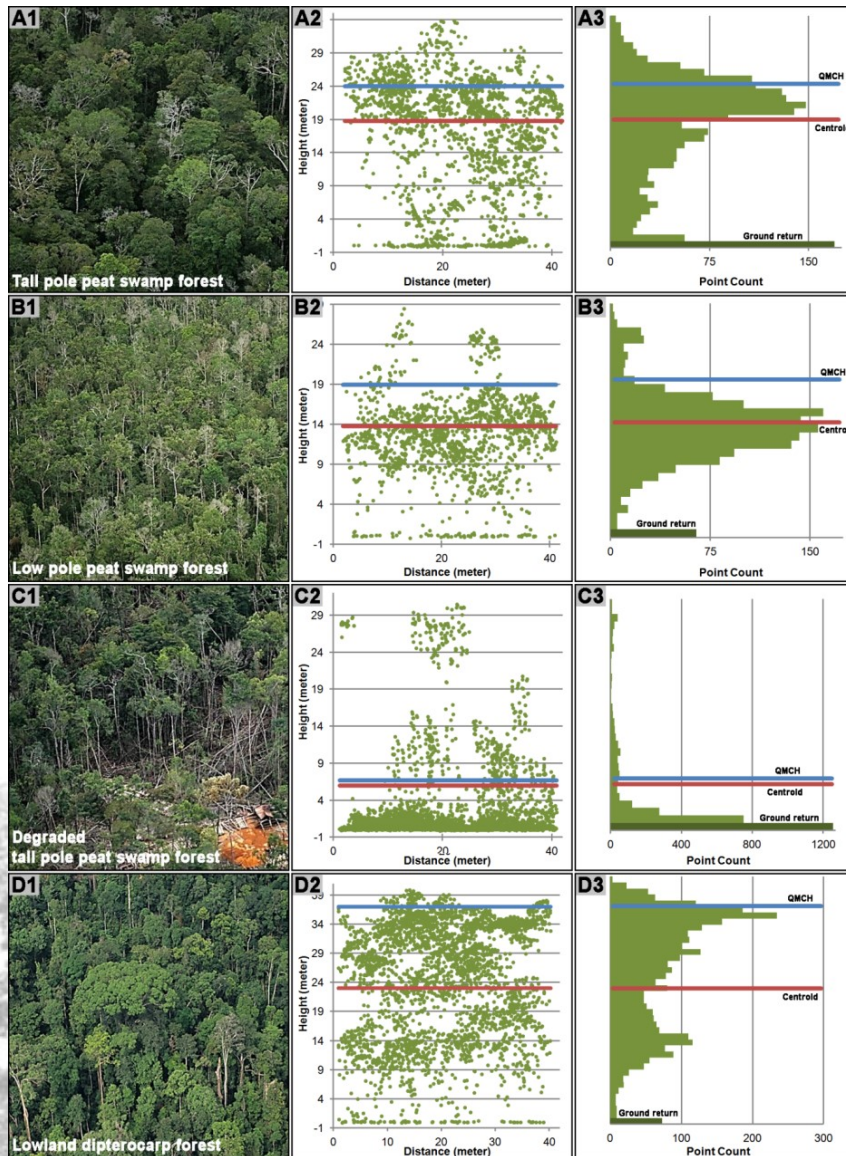 A1
Tall pole peat swamp forest
A2
Height (meter)
29
24
19
14
9
4
-1
0
20
40
Distance (meter)
A3
QMCH
Centroid
Ground return
0
75
150
Point Count
B1
Low pole peat swamp forest
B2
Height (meter)
24
19
14
9
4
-1
0
20
40
Distance (meter)
B3
QMCH
Centro
Ground return
0
75
150
Point Count
C1
Degraded
tall pole peat swamp forest
C2
Height (meter)
29
24
19
14
9
4
-1
0
20
40
Distance (meter)
C3
QMCH
Centroid
Ground return
0
400
800
1200
Point Count
D1
Lowland dipterocarp forest
D2
Height (meter)
39
34
29
24
19
14
9
4
-1
0
10
20
30
40
Distance (meter)
D3
QMCH
Centroid
Ground return
0
100
200
300
Point Count